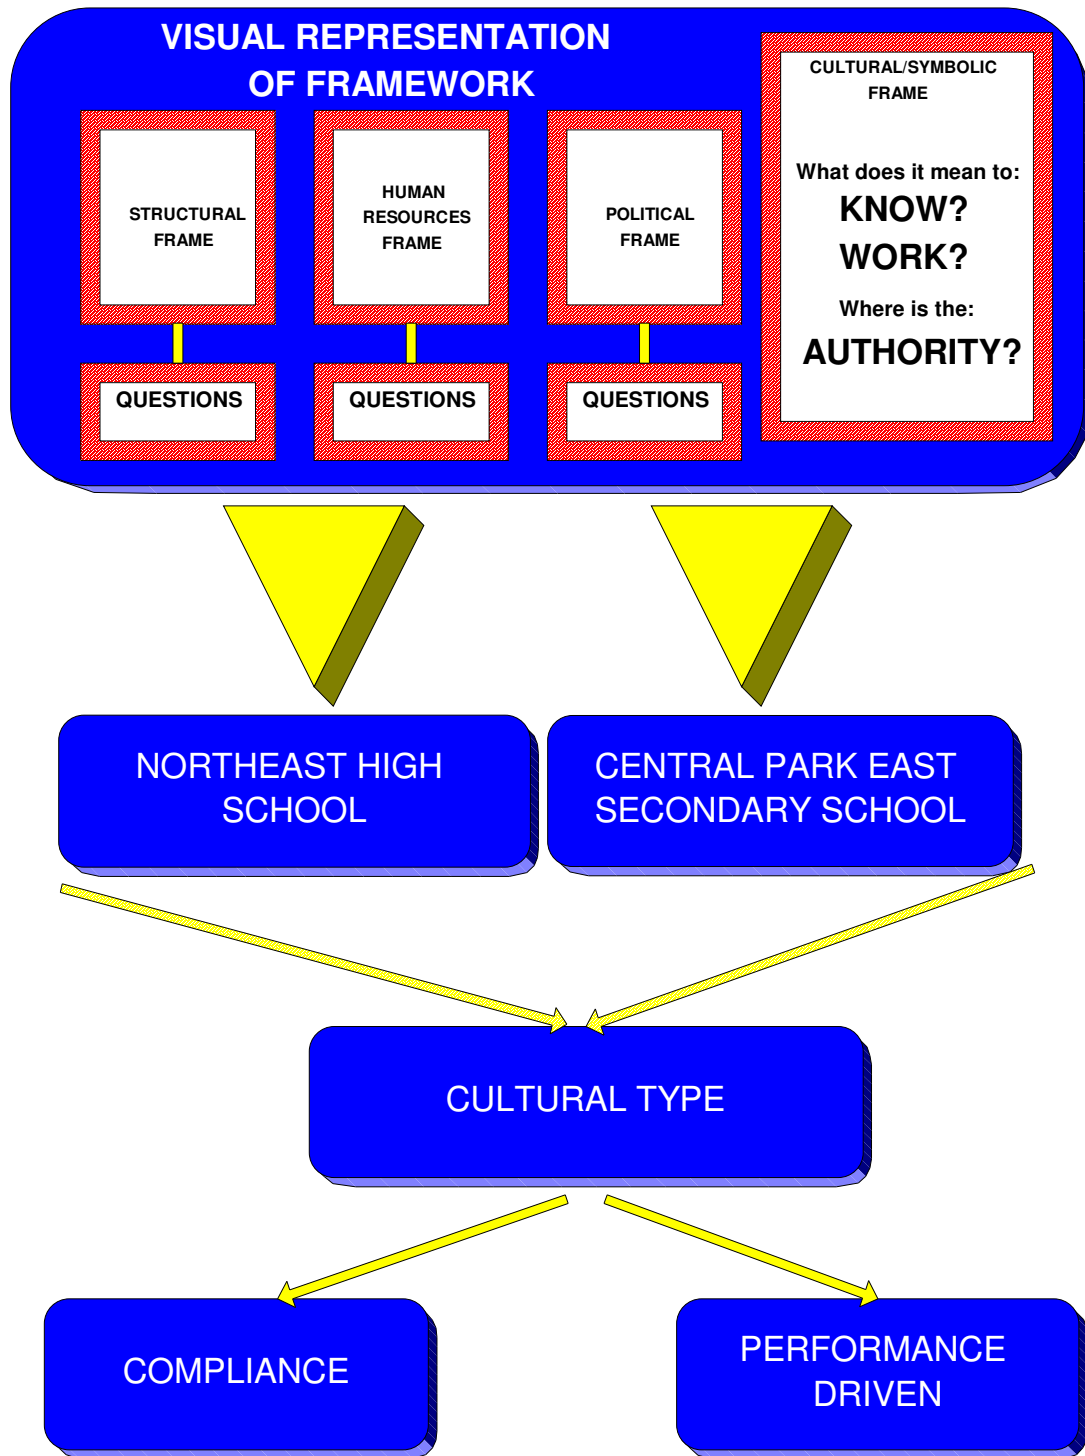 VISUAL REPRESENTATION
OF FRAMEWORK
STRUCTURAL
FRAME
QUESTIONS
HUMAN
RESOURCES
FRAME
QUESTIONS
POLITICAL
FRAME
QUESTIONS
CULTURAL/SYMBOLIC
FRAME
What does it mean to:
KNOW?
WORK?
Where is the:
AUTHORITY?
NORTHEAST HIGH
SCHOOL
CENTRAL PARK EAST
SECONDARY SCHOOL
CULTURAL TYPE
COMPLIANCE
PERFORMANCE
DRIVEN